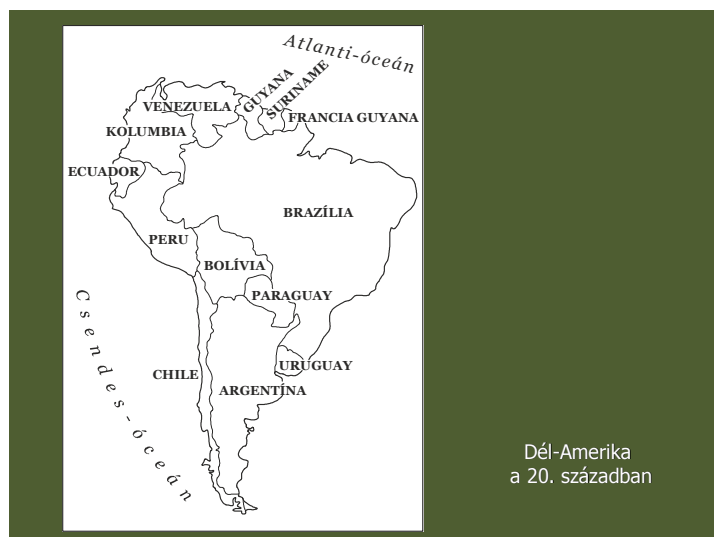 Atlanti-óceán
GUYANA
SURINAME
VENEZUELA
FRANCIA GUYANA
KOLUMBIA
ECUADOR
BRAZÍLIA
PERU
BOLÍVIA
PARAGUAY
Csendes-óceán
URUGUAY
CHILE
ARGENTÍNA
Dél-Amerika
a 20. században